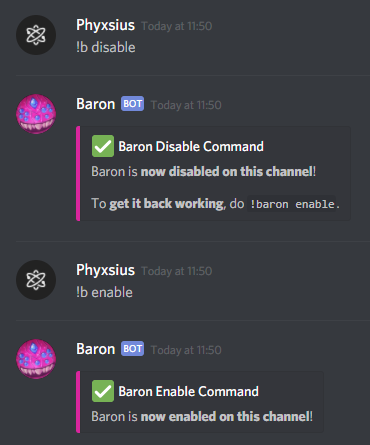 Phyxsius Today at 11:50
!b disable
Baron BOT Today at 11:50
✅ Baron Disable Command
Baron is now disabled on this channel!
To get it back working, do !baron enable.
Phyxsius Today at 11:50
!b enable
Baron BOT Today at 11:50
✅ Baron Enable Command
Baron is now enabled on this channel!